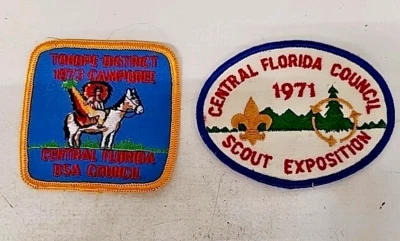 TOHOPE DISTRICT
1973 CAMPOREE
CENTRAL FLORIDA
BSA COUNCIL
CENTRAL FLORIDA COUNCIL
1971
SCOUT EXPOSITION